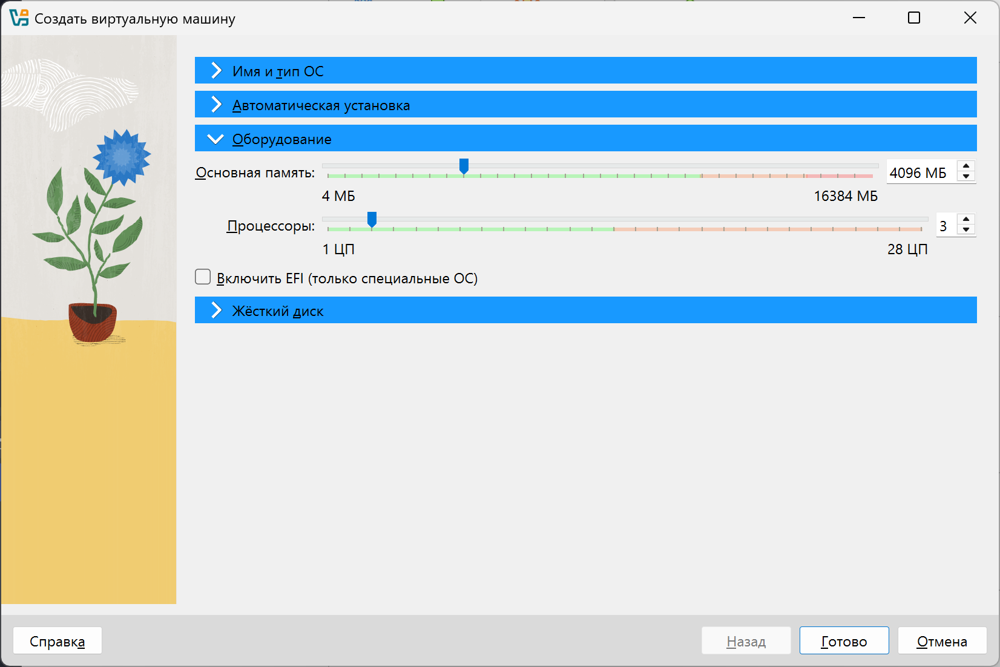 Создать виртуальную машину
Имя и тип ОС
Автоматическая установка
Оборудование
Основная память:
4096 МБ
4 МБ
16384 МБ
Процессоры:
3
1 ЦП
28 ЦП
Включить EFI (только специальные ОС)
Жёсткий диск
Справка
Назад
Готово
Отмена